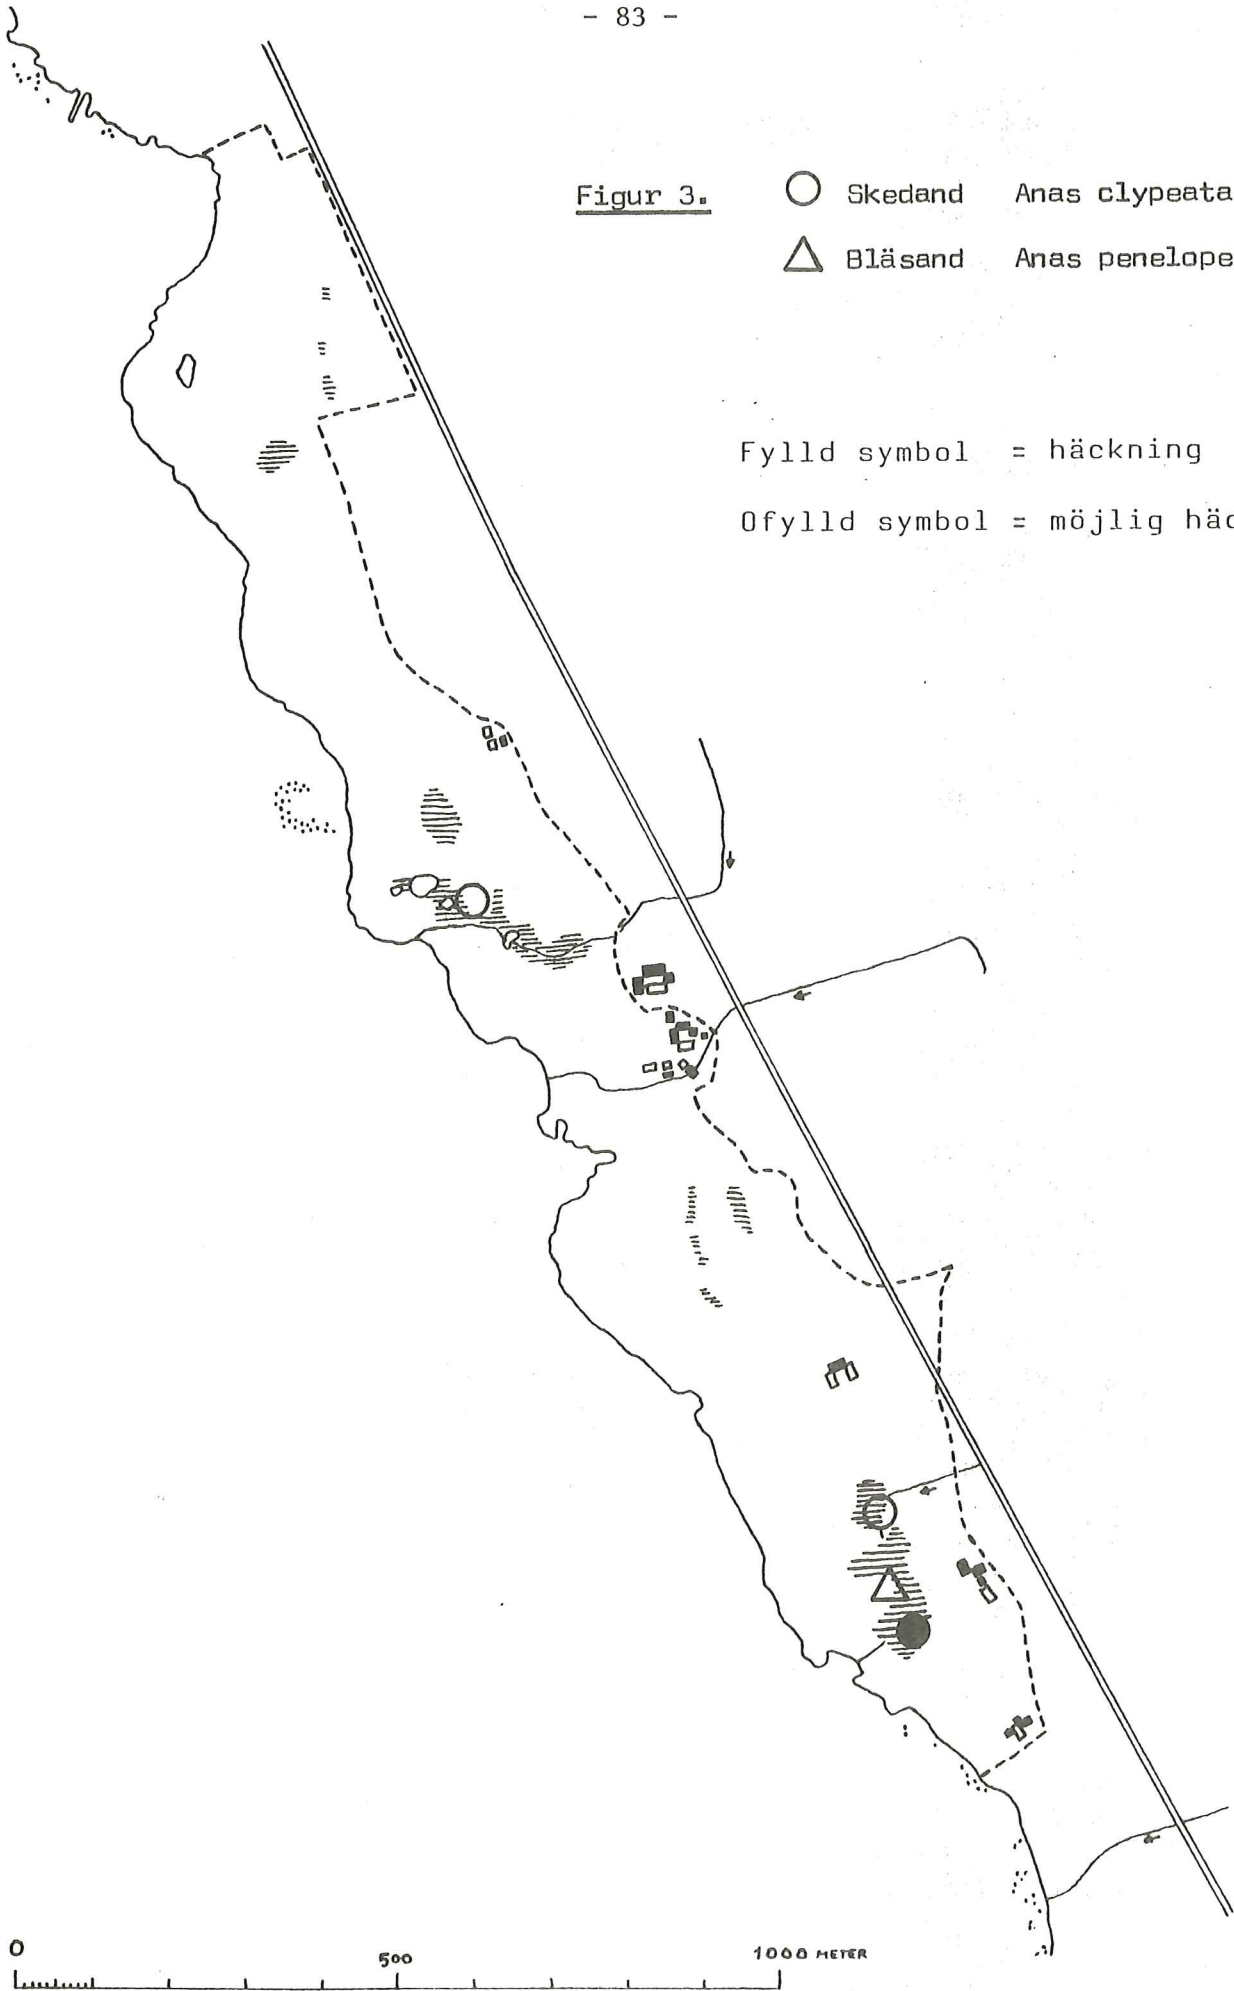 - 83 -
Figur 3.
Skedand Anas clypeata
Bläsand Anas penelope
Fylld symbol = häckning
Ofylld symbol = möjlig
0 500 1000 METER